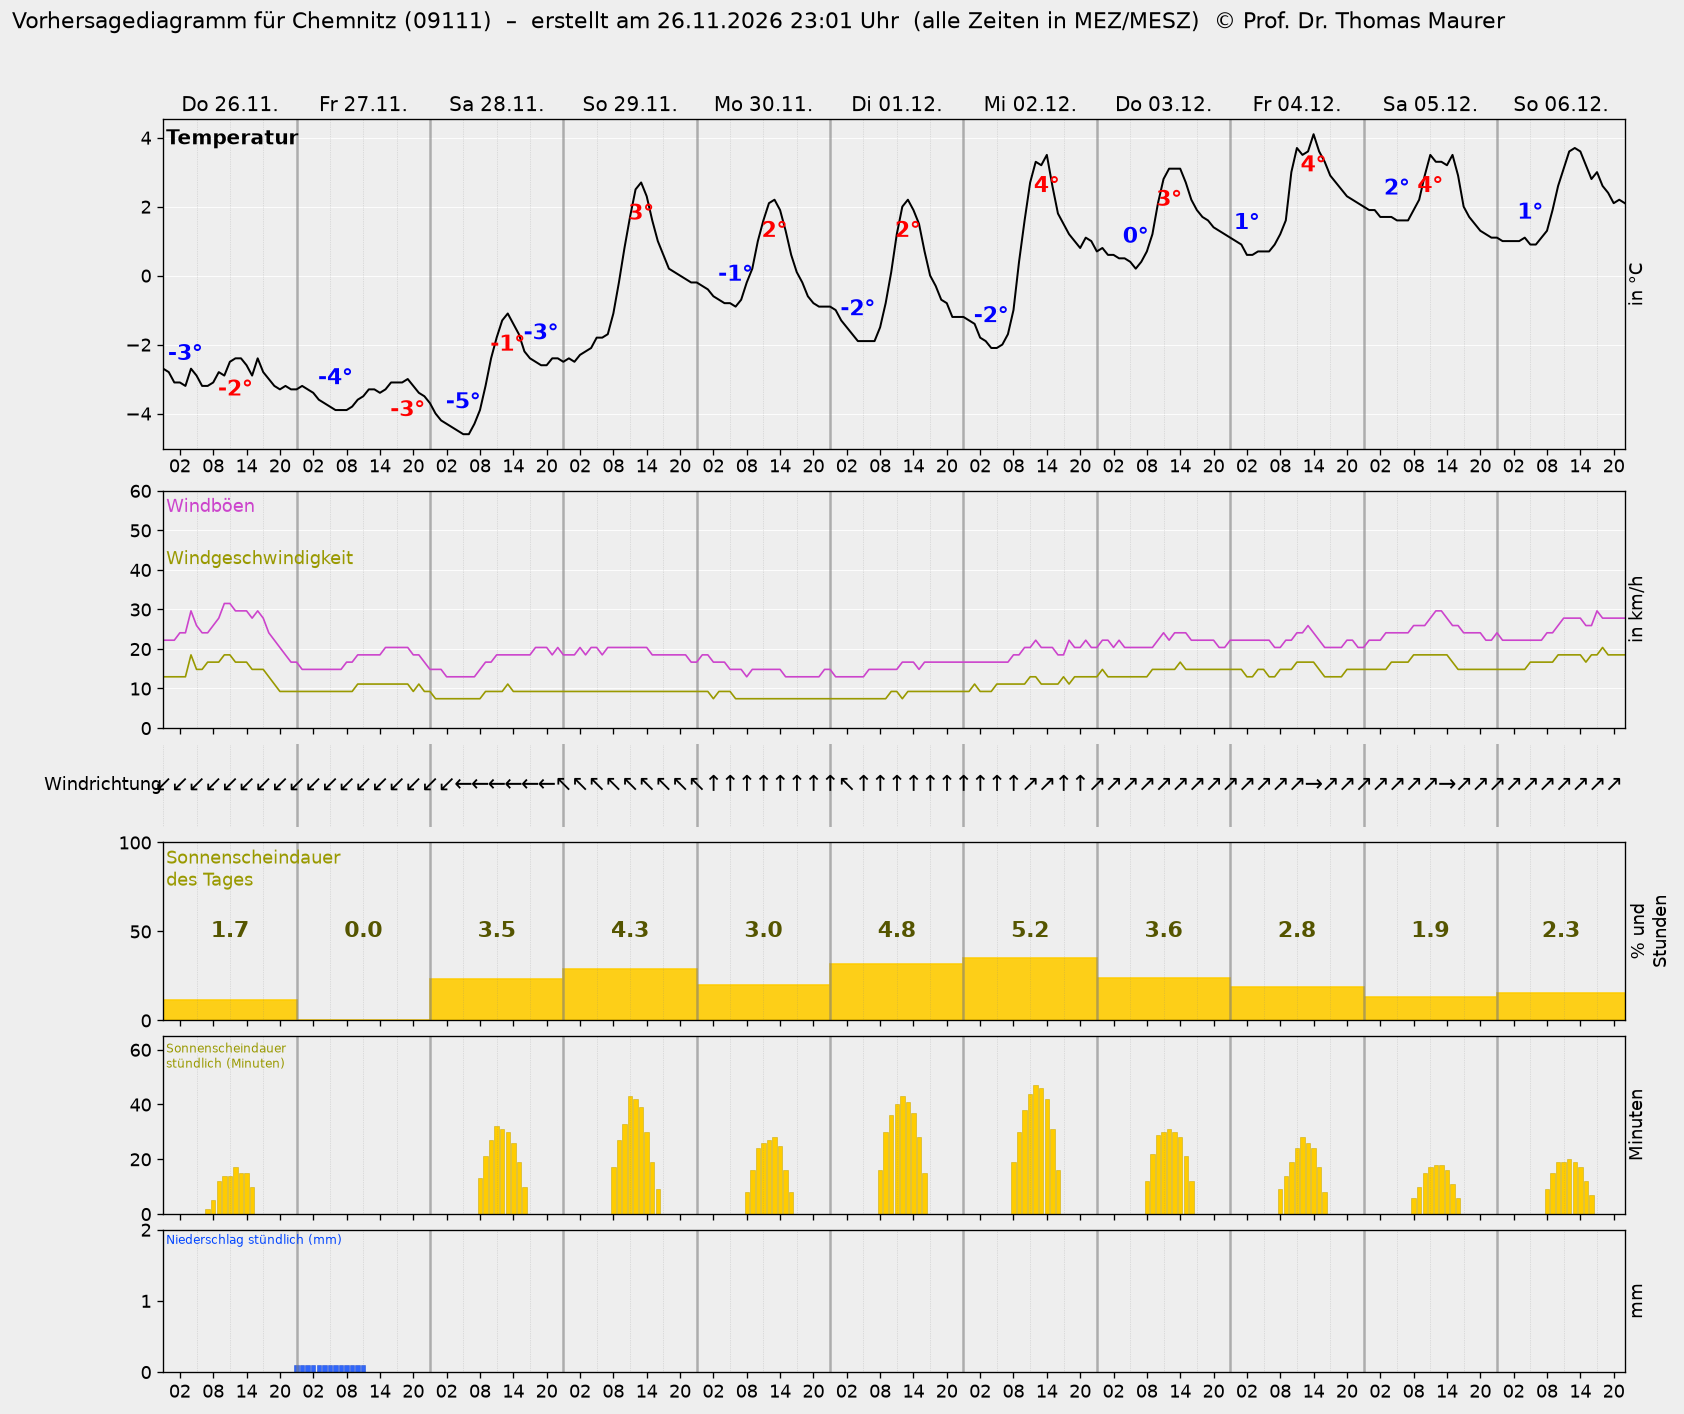 Vorhersagediagramm für Chemnitz (09111)  –  erstellt am 26.11.2026 23:01 Uhr  (alle Zeiten in MEZ/MESZ)  © Prof. Dr. Thomas Maurer
Do 26.11. Fr 27.11. Sa 28.11. So 29.11. Mo 30.11. Di 01.12. Mi 02.12. Do 03.12. Fr 04.12. Sa 05.12. So 06.12.
Temperatur
4
2
0
−2
−4
-3° -2° -4° -3° -5° -1° -3° 3° -1° 2° -2° 2° -2° 4° 0° 3° 1° 4° 2° 4° 1°
in °C
02 08 14 20 02 08 14 20 02 08 14 20 02 08 14 20 02 08 14 20 02 08 14 20 02 08 14 20 02 08 14 20 02 08 14 20 02 08 14 20 02 08 14 20
Windböen
Windgeschwindigkeit
60
50
40
30
20
10
0
in km/h
Windrichtung
Sonnenscheindauer
des Tages
100
50
0
1.7 0.0 3.5 4.3 3.0 4.8 5.2 3.6 2.8 1.9 2.3
% und
Stunden
Sonnenscheindauer
stündlich (Minuten)
60
40
20
0
Minuten
Niederschlag stündlich (mm)
2
1
0
mm
02 08 14 20 02 08 14 20 02 08 14 20 02 08 14 20 02 08 14 20 02 08 14 20 02 08 14 20 02 08 14 20 02 08 14 20 02 08 14 20 02 08 14 20